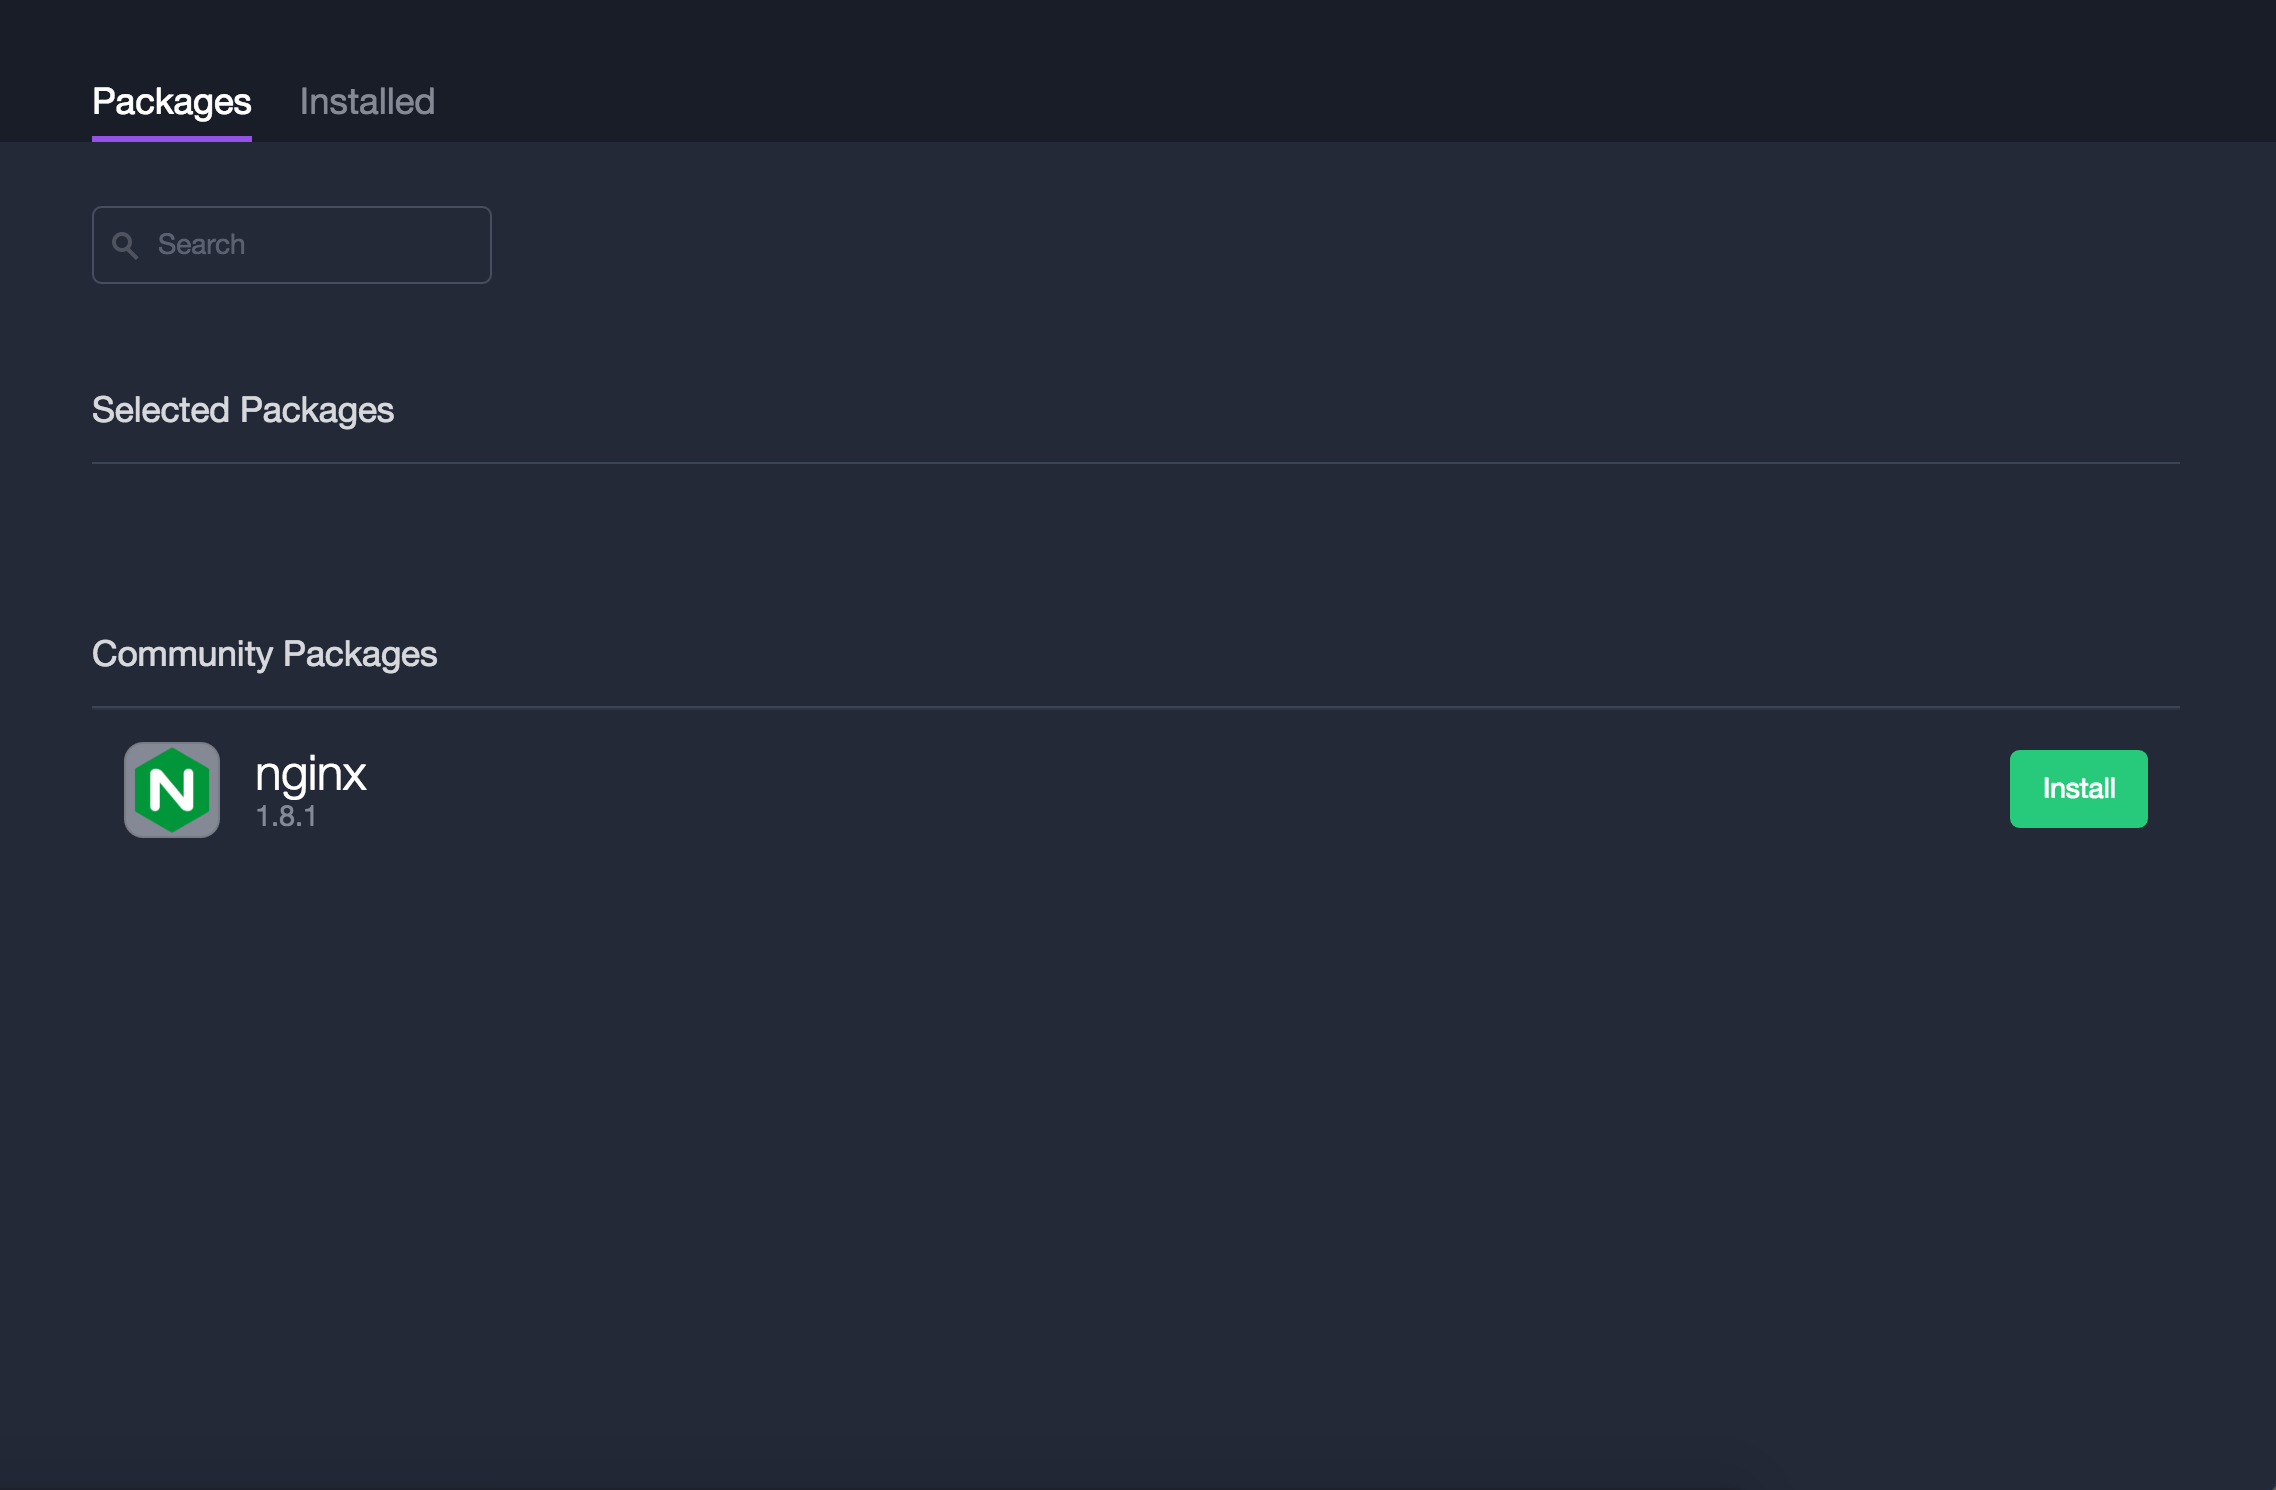 Packages Installed
Search
Selected Packages
Community Packages
N
nginx
1.8.1
Install